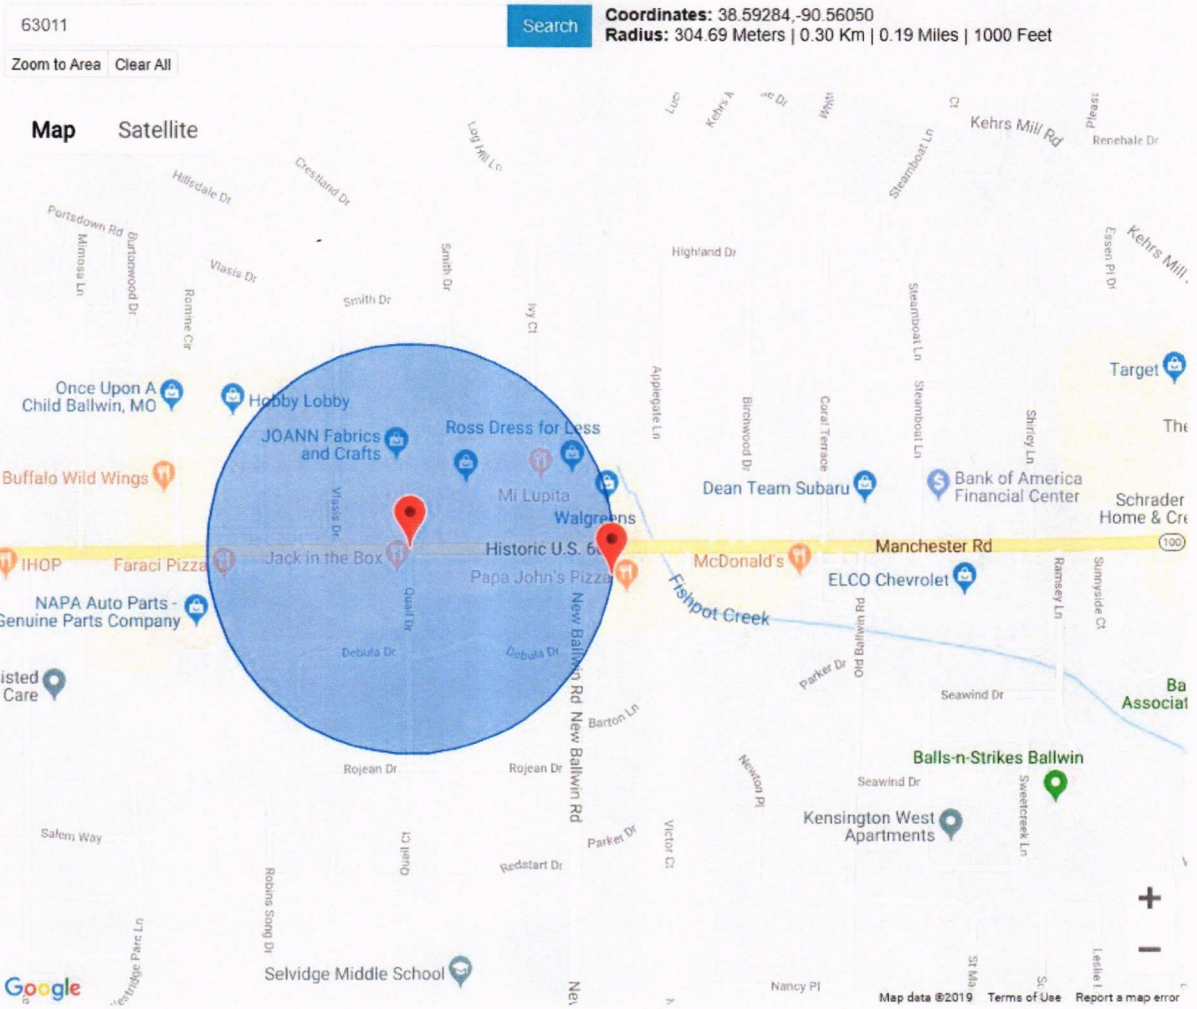 63011
Search
Coordinates: 38.59284,-90.56050
Radius: 304.69 Meters | 0.30 Km | 0.19 Miles | 1000 Feet
Zoom to Area
Clear All
Map
Satellite
Log Hill Ln
Kehrs Mill Rd
Renehale Dr
Steamboat Ln
Crestland Dr
Hillsdale Dr
Portsdown Rd
Mimosa Ln
Burtonwood Dr
Vlasis Dr
Romine Cir
Smith Dr
Smith Dr
Ivy Ct
Highland Dr
Essen Pl Dr
Kehrs Mill
Steamboat Ln
Steamboat Ln
Applegate Ln
Birchwood Dr
Coral Terrace
Shirley Ln
Target
Once Upon A
Child Ballwin, MO
Hobby Lobby
JOANN Fabrics
and Crafts
Ross Dress for Less
Buffalo Wild Wings
Mi Lupita
Walgreens
Vlasis Dr
Dean Team Subaru
Bank of America
Financial Center
Schrader
Home & Cre
IHOP
Faraci Pizza
Jack in the Box
Historic U.S. 6
Papa John's Pizza
McDonald's
Manchester Rd
100
ELCO Chevrolet
NAPA Auto Parts -
Genuine Parts Company
Quail Dr
Debula Dr
Debula Dr
New Ballwin Rd
New Ballwin Rd
Fishpot Creek
Old Ballwin Rd
Ramsey Ln
Sunnyside Ct
Parker Dr
Seawind Dr
isted
Care
Ba
Associat
Barton Ln
Rojean Dr
Rojean Dr
Newton Pl
Balls-n-Strikes Ballwin
Seawind Dr
Sweetcreek Ln
Kensington West
Apartments
Salem Way
Quail Ct
Parker Dr
Victor Ct
Redstart Dr
Robins Song Dr
estridge Parc Ln
Selvidge Middle School
Nancy Pl
St Ma
Leslie L
+
−
Google
Map data ©2019
Terms of Use
Report a map error